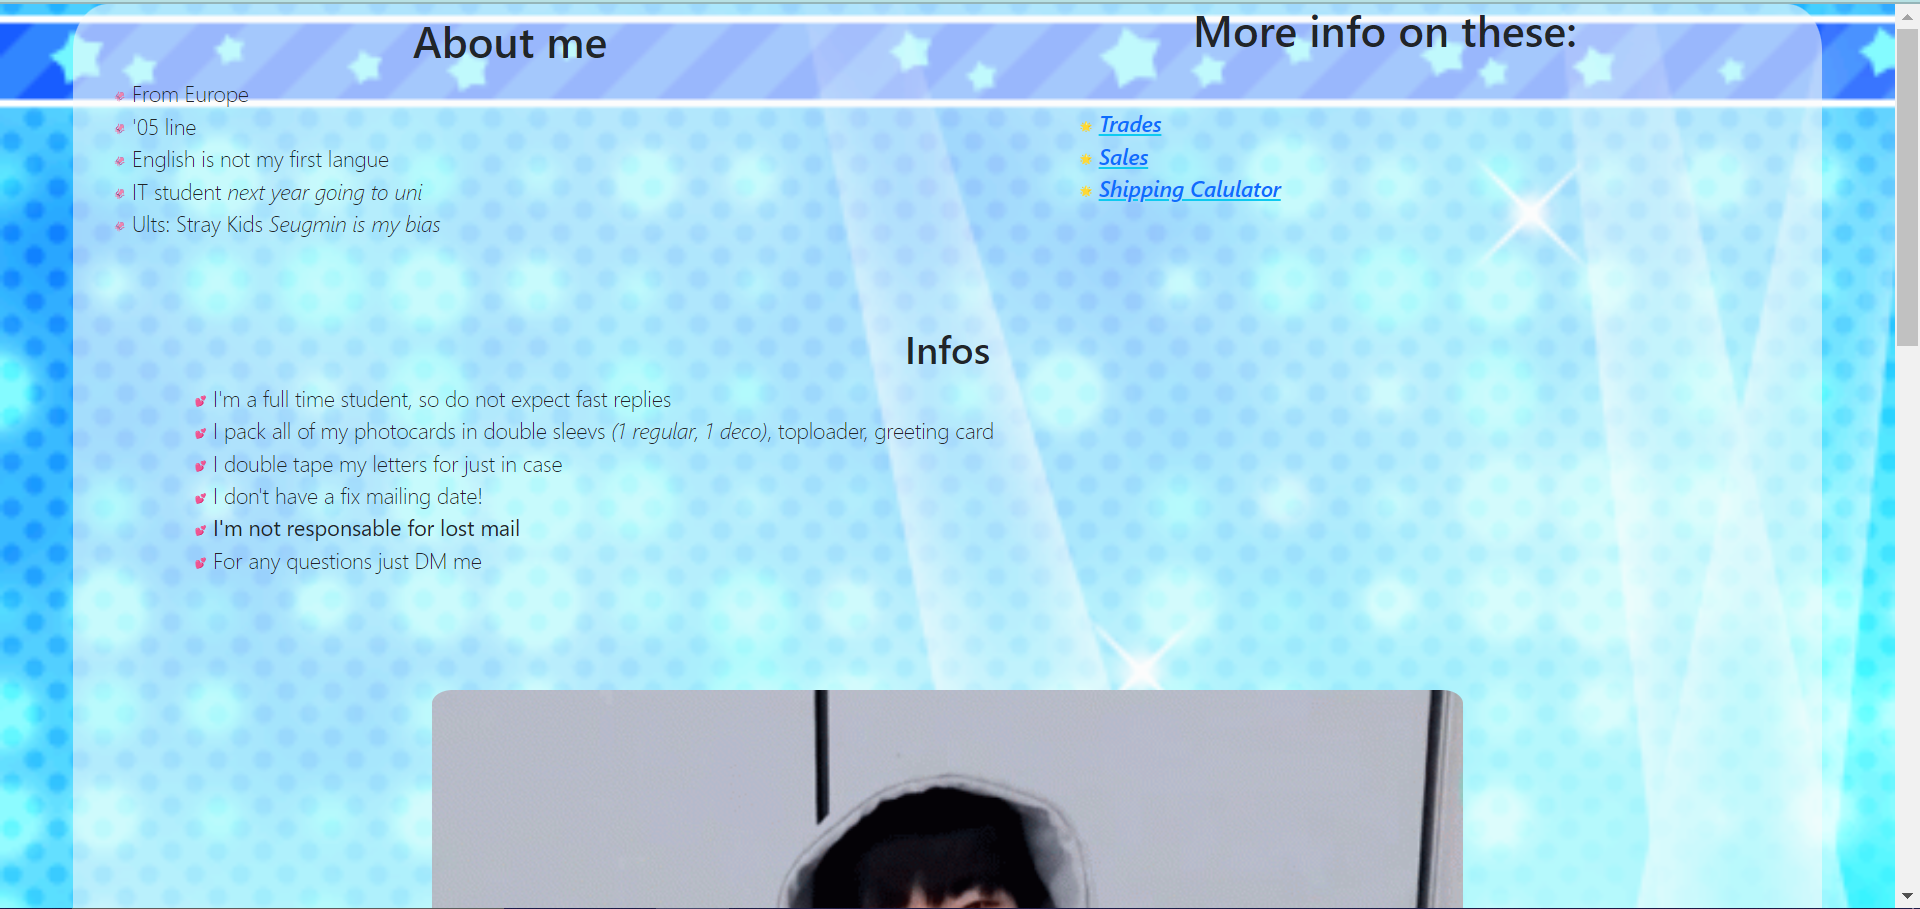 About me
From Europe
'05 line
English is not my first langue
IT student next year going to uni
Ults: Stray Kids Seugmin is my bias
More info on these:
Trades
Sales
Shipping Calulator
Infos
I'm a full time student, so do not expect fast replies
I pack all of my photocards in double sleevs (1 regular, 1 deco), toploader, greeting card
I double tape my letters for just in case
I don't have a fix mailing date!
I'm not responsable for lost mail
For any questions just DM me